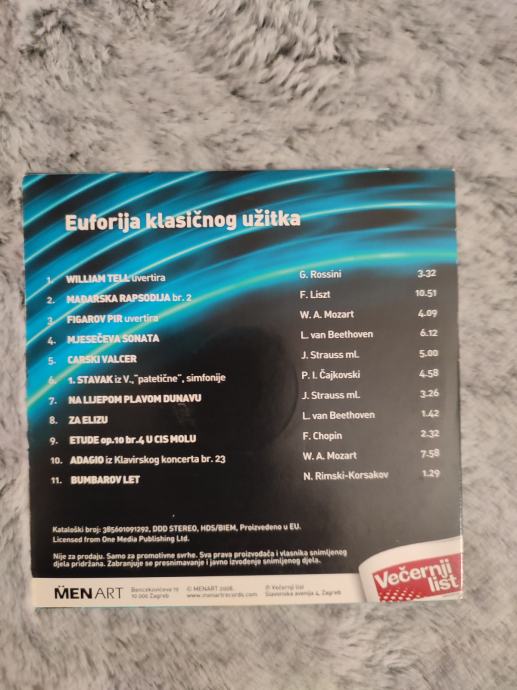 Euforija klasičnog užitka
1. WILLIAM TELL uvertira G. Rossini 3.32
2. MAĐARSKA RAPSODIJA br. 2 F. Liszt 10.51
3. FIGAROV PIR uvertira W. A. Mozart 4.09
4. MJESEČEVA SONATA L. van Beethoven 6.12
5. CARSKI VALCER J. Strauss ml. 5.00
6. 1. STAVAK iz V.,"patetične", simfonije P. I. Čajkovski 4.58
7. NA LIJEPOM PLAVOM DUNAVU J. Strauss ml. 3.26
8. ZA ELIZU L. van Beethoven 1.42
9. ETUDE op.10 br.4 U CIS MOLU F. Chopin 2.32
10. ADAGIO iz Klavirskog koncerta br. 23 W. A. Mozart 7.58
11. BUMBAROV LET N. Rimski-Korsakov 1.29
Kataloški broj: 385601091292, DDD STEREO, HDS/BIEM, Proizvedeno u EU.
Licensed from One Media Publishing Ltd.
Nije za prodaju. Samo za promotivne svrhe. Sva prava proizvođača i vlasnika snimljenog
djela pridržana. Zabranjuje se presnimavanje i javno izvođenje snimljenog djela.
MENART
10 000 Zagreb
© MENART 2008.
www.menartrecords.com
℗ Večernji list
Slavonska avenija 4, Zagreb
Večernji
list